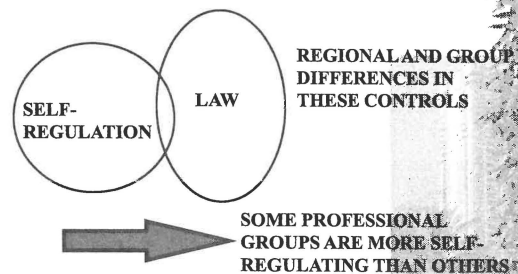 SELF-
REGULATION
LAW
REGIONAL AND GROUP
DIFFERENCES IN
THESE CONTROLS
SOME PROFESSIONAL
GROUPS ARE MORE SELF-
REGULATING THAN OTHERS